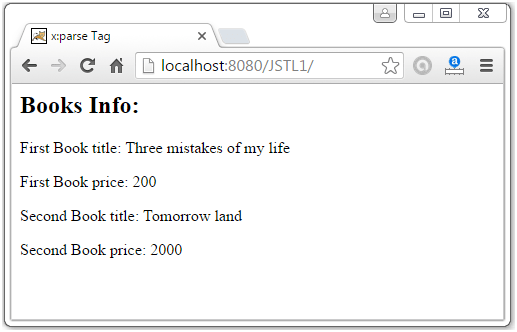 x:parse Tag
localhost:8080/JSTL1/
a
Books Info:
First Book title: Three mistakes of my life
First Book price: 200
Second Book title: Tomorrow land
Second Book price: 2000